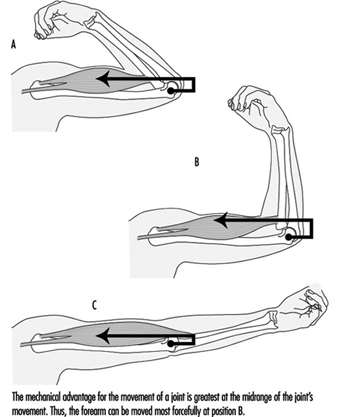 A
B
C
The mechanical advantage for the movement of a joint is greatest at the midrange of the joint's
movement. Thus, the forearm can be moved most forcefully at position B.